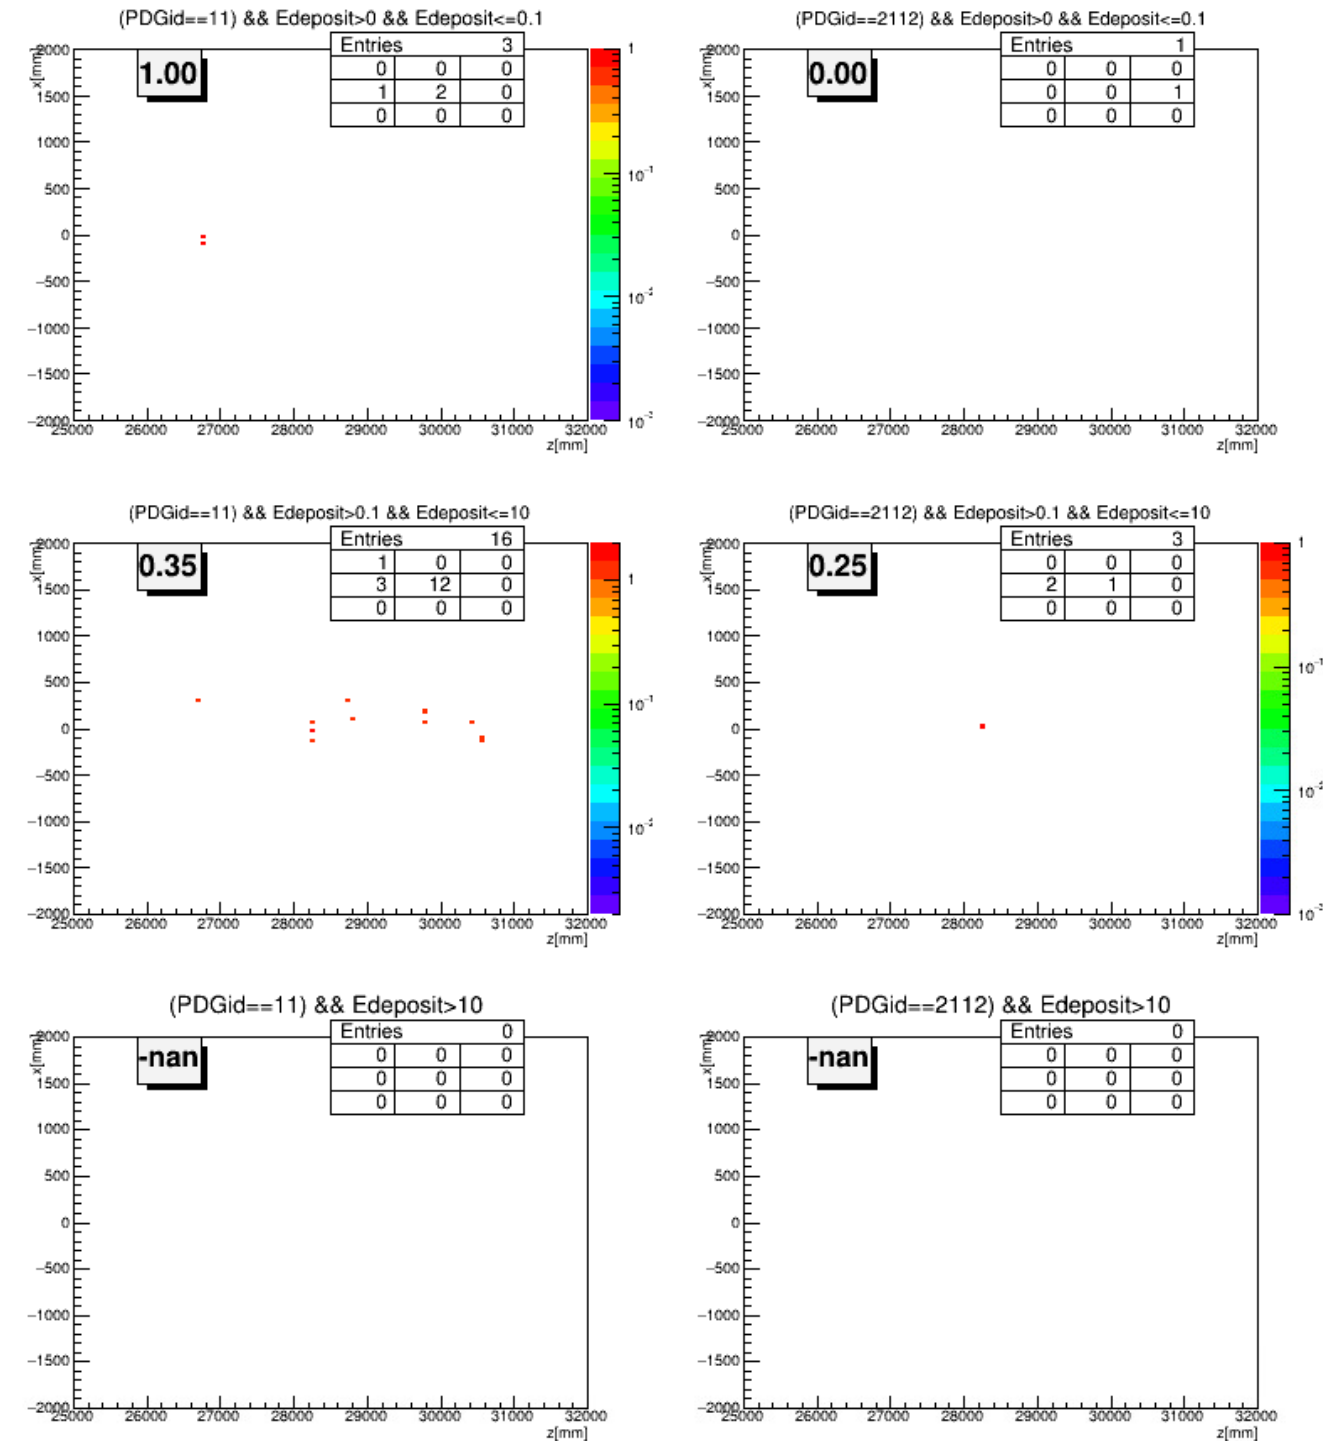 (PDGid==11) && Edeposit>0 && Edeposit<=0.1
x[mm]
1.00
Entries 3
0 0 0
1 2 0
0 0 0
2000
1500
1000
500
0
−500
−1000
−1500
−2000
25000 26000 27000 28000 29000 30000 31000 32000
z[mm]
1
10⁻¹
10⁻²
(PDGid==2112) && Edeposit>0 && Edeposit<=0.1
x[mm]
0.00
Entries 1
0 0 0
0 0 1
0 0 0
2000
1500
1000
500
0
−500
−1000
−1500
−2000
25000 26000 27000 28000 29000 30000 31000 32000
z[mm]
(PDGid==11) && Edeposit>0.1 && Edeposit<=10
x[mm]
0.35
Entries 16
1 0 0
3 12 0
0 0 0
2000
1500
1000
500
0
−500
−1000
−1500
−2000
25000 26000 27000 28000 29000 30000 31000 32000
z[mm]
1
10⁻¹
10⁻²
(PDGid==2112) && Edeposit>0.1 && Edeposit<=10
x[mm]
0.25
Entries 3
0 0 0
2 1 0
0 0 0
2000
1500
1000
500
0
−500
−1000
−1500
−2000
25000 26000 27000 28000 29000 30000 31000 32000
z[mm]
1
10⁻¹
10⁻²
(PDGid==11) && Edeposit>10
x[mm]
-nan
Entries 0
0 0 0
0 0 0
0 0 0
2000
1500
1000
500
0
−500
−1000
−1500
−2000
25000 26000 27000 28000 29000 30000 31000 32000
z[mm]
(PDGid==2112) && Edeposit>10
x[mm]
-nan
Entries 0
0 0 0
0 0 0
0 0 0
2000
1500
1000
500
0
−500
−1000
−1500
−2000
25000 26000 27000 28000 29000 30000 31000 32000
z[mm]